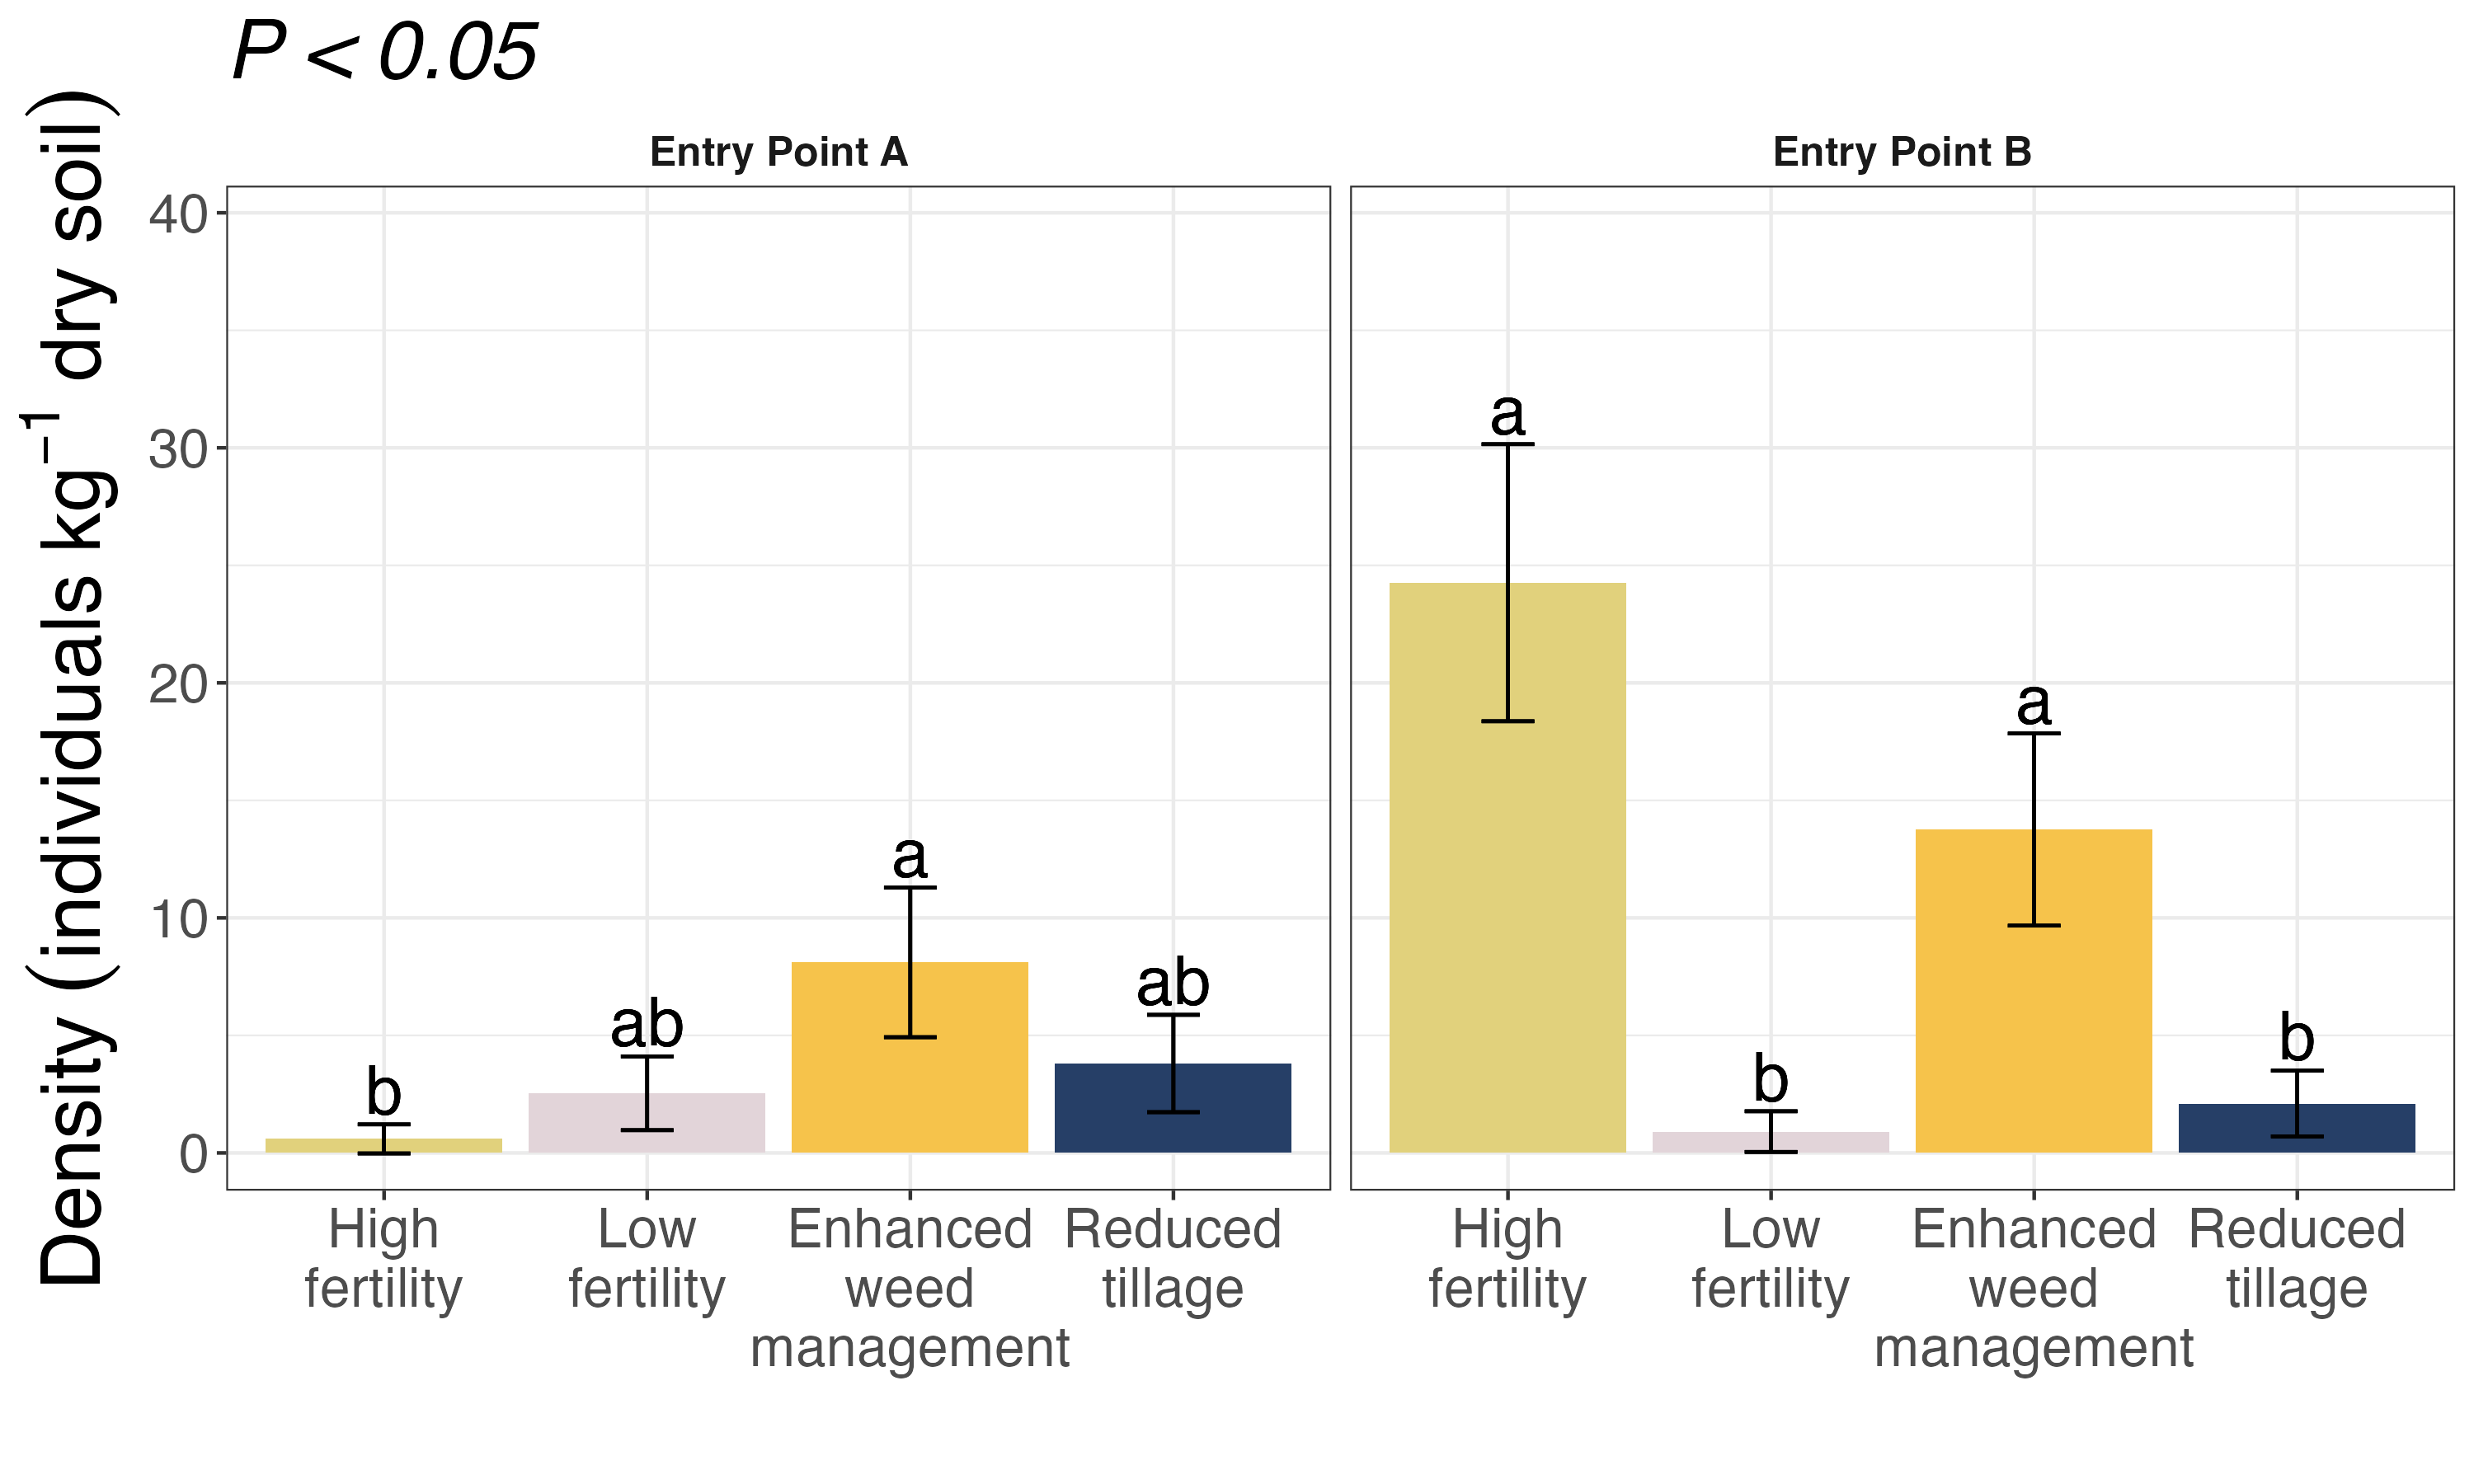 P < 0.05
Density (individuals kg⁻¹ dry soil)
Entry Point A
Entry Point B
40
30
20
10
0
b
ab
a
ab
a
b
a
b
High
fertility
Low
fertility
Enhanced
weed
management
Reduced
tillage
High
fertility
Low
fertility
Enhanced
weed
management
Reduced
tillage